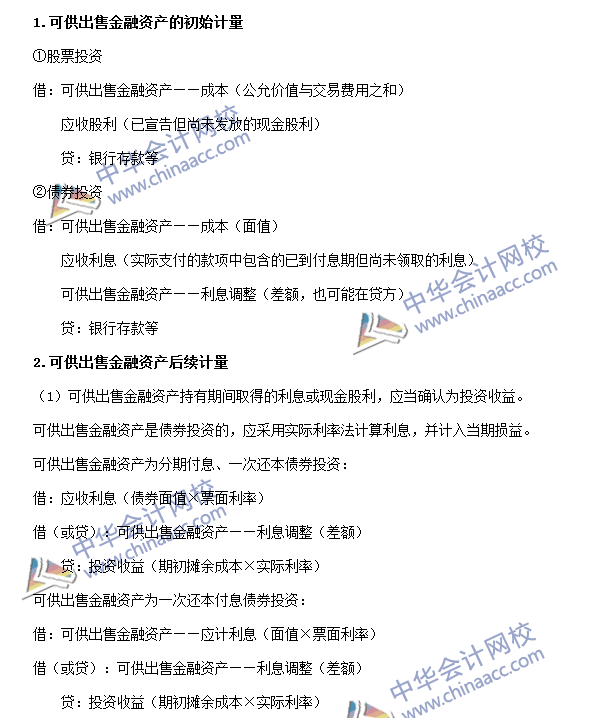 1.可供出售金融资产的初始计量
①股票投资
借：可供出售金融资产——成本（公允价值与交易费用之和）
应收股利（已宣告但尚未发放的现金股利）
贷：银行存款等
②债券投资
借：可供出售金融资产——成本（面值）
应收利息（实际支付的款项中包含的已到付息期但尚未领取的利息）
可供出售金融资产——利息调整（差额，也可能在贷方）
贷：银行存款等
2.可供出售金融资产后续计量
（1）可供出售金融资产持有期间取得的利息或现金股利，应当确认为投资收益。
可供出售金融资产是债券投资的，应采用实际利率法计算利息，并计入当期损益。
可供出售金融资产为分期付息、一次还本债券投资：
借：应收利息（债券面值×票面利率）
借（或贷）：可供出售金融资产——利息调整（差额）
贷：投资收益（期初摊余成本×实际利率）
可供出售金融资产为一次还本付息债券投资：
借：可供出售金融资产——应计利息（面值×票面利率）
借（或贷）：可供出售金融资产——利息调整（差额）
贷：投资收益（期初摊余成本×实际利率）
中华会计网校
www.chinaacc.com
中华会计网校
www.chinaacc.com
中华会计网校
www.chinaacc.com
中华会计网校
www.chinaacc.com